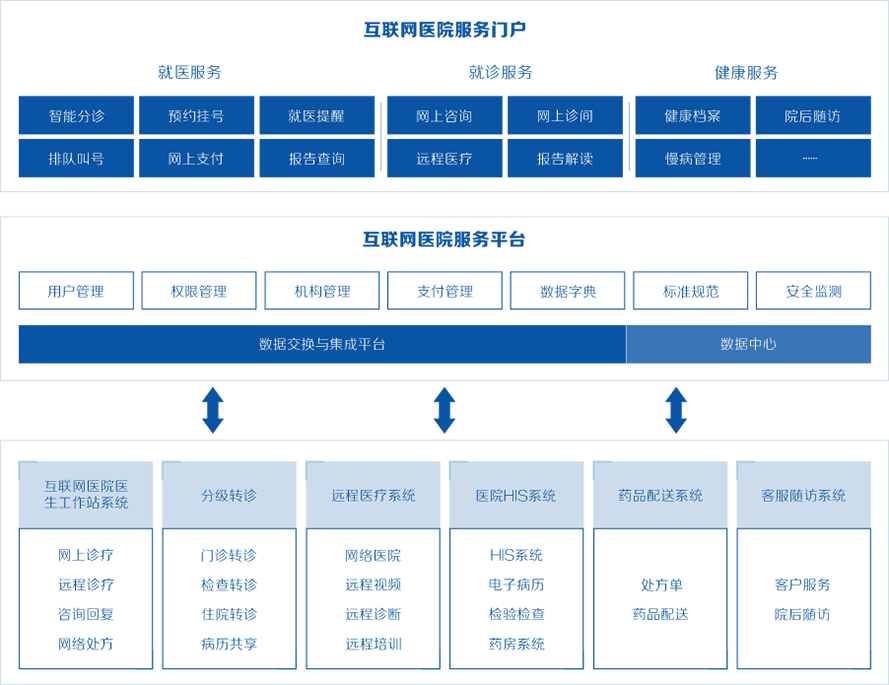 互联网医院服务门户
就医服务
就诊服务
健康服务
智能分诊
预约挂号
就医提醒
网上咨询
网上诊间
健康档案
院后随访
排队叫号
网上支付
报告查询
远程医疗
报告解读
慢病管理
······
互联网医院服务平台
用户管理
权限管理
机构管理
支付管理
数据字典
标准规范
安全监测
数据交换与集成平台
数据中心
互联网医院医
生工作站系统
网上诊疗
远程诊疗
咨询回复
网络处方
分级转诊
门诊转诊
检查转诊
住院转诊
病历共享
远程医疗系统
网络医院
远程视频
远程诊断
远程培训
医院HIS系统
HIS系统
电子病历
检验检查
药房系统
药品配送系统
处方单
药品配送
客服随访系统
客户服务
院后随访